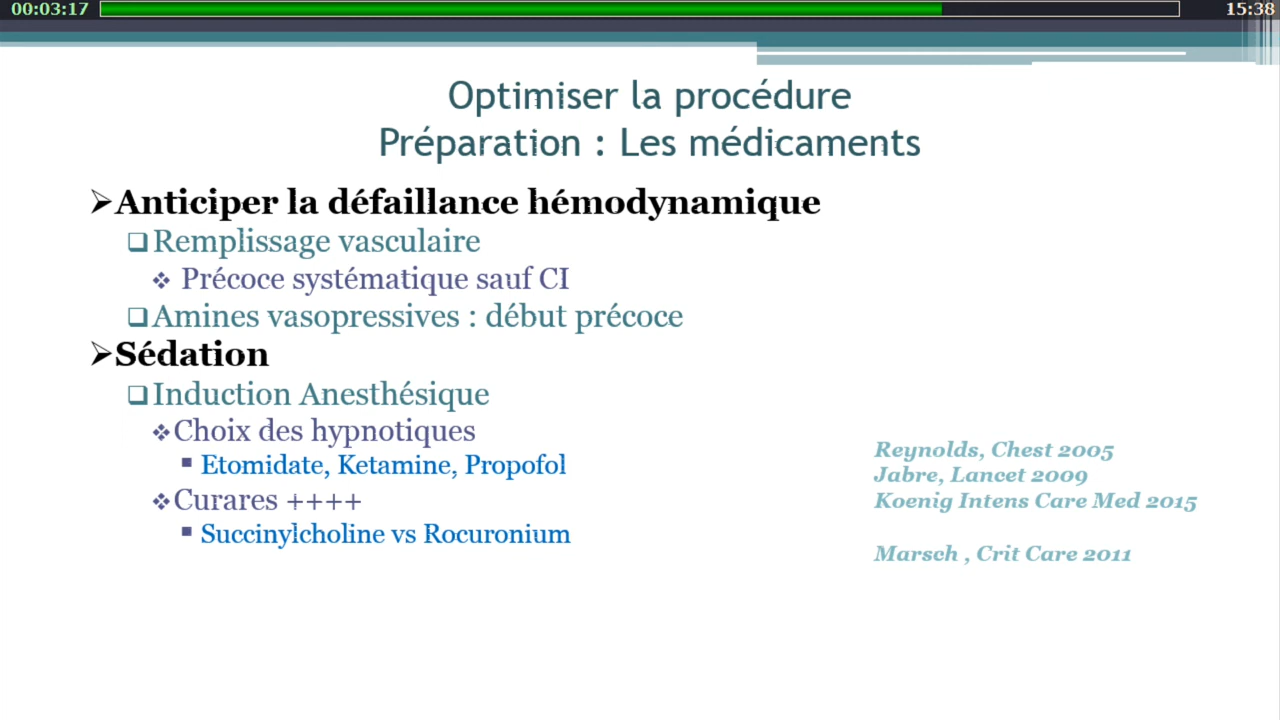 00:03:17 15:38
Optimiser la procédure
Préparation : Les médicaments
Anticiper la défaillance hémodynamique
Remplissage vasculaire
Précoce systématique sauf CI
Amines vasopressives : début précoce
Sédation
Induction Anesthésique
Choix des hypnotiques
Etomidate, Ketamine, Propofol
Curares ++++
Succinylcholine vs Rocuronium
Reynolds, Chest 2005
Jabre, Lancet 2009
Koenig Intens Care Med 2015
Marsch , Crit Care 2011